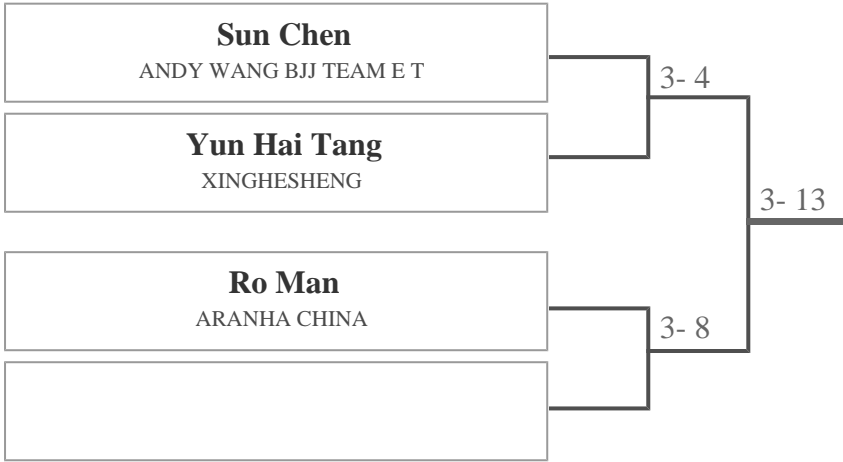 Sun Chen
ANDY WANG BJJ TEAM E T
3- 4
Yun Hai Tang
XINGHESHENG
3- 13
Ro Man
ARANHA CHINA
3- 8